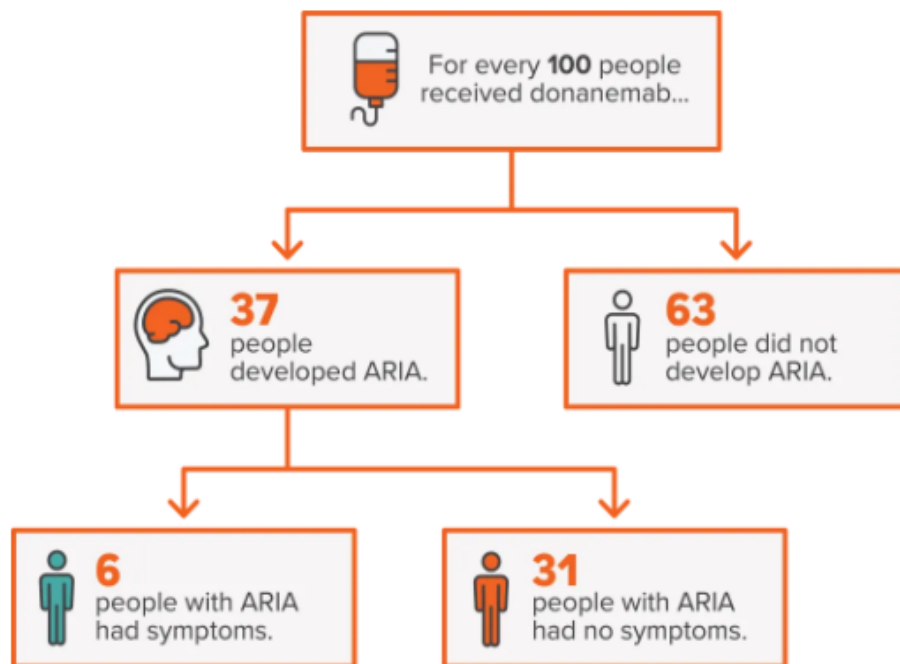 For every 100 people
received donanemab...
37
people
developed ARIA.
63
people did not
develop ARIA.
6
people with ARIA
had symptoms.
31
people with ARIA
had no symptoms.